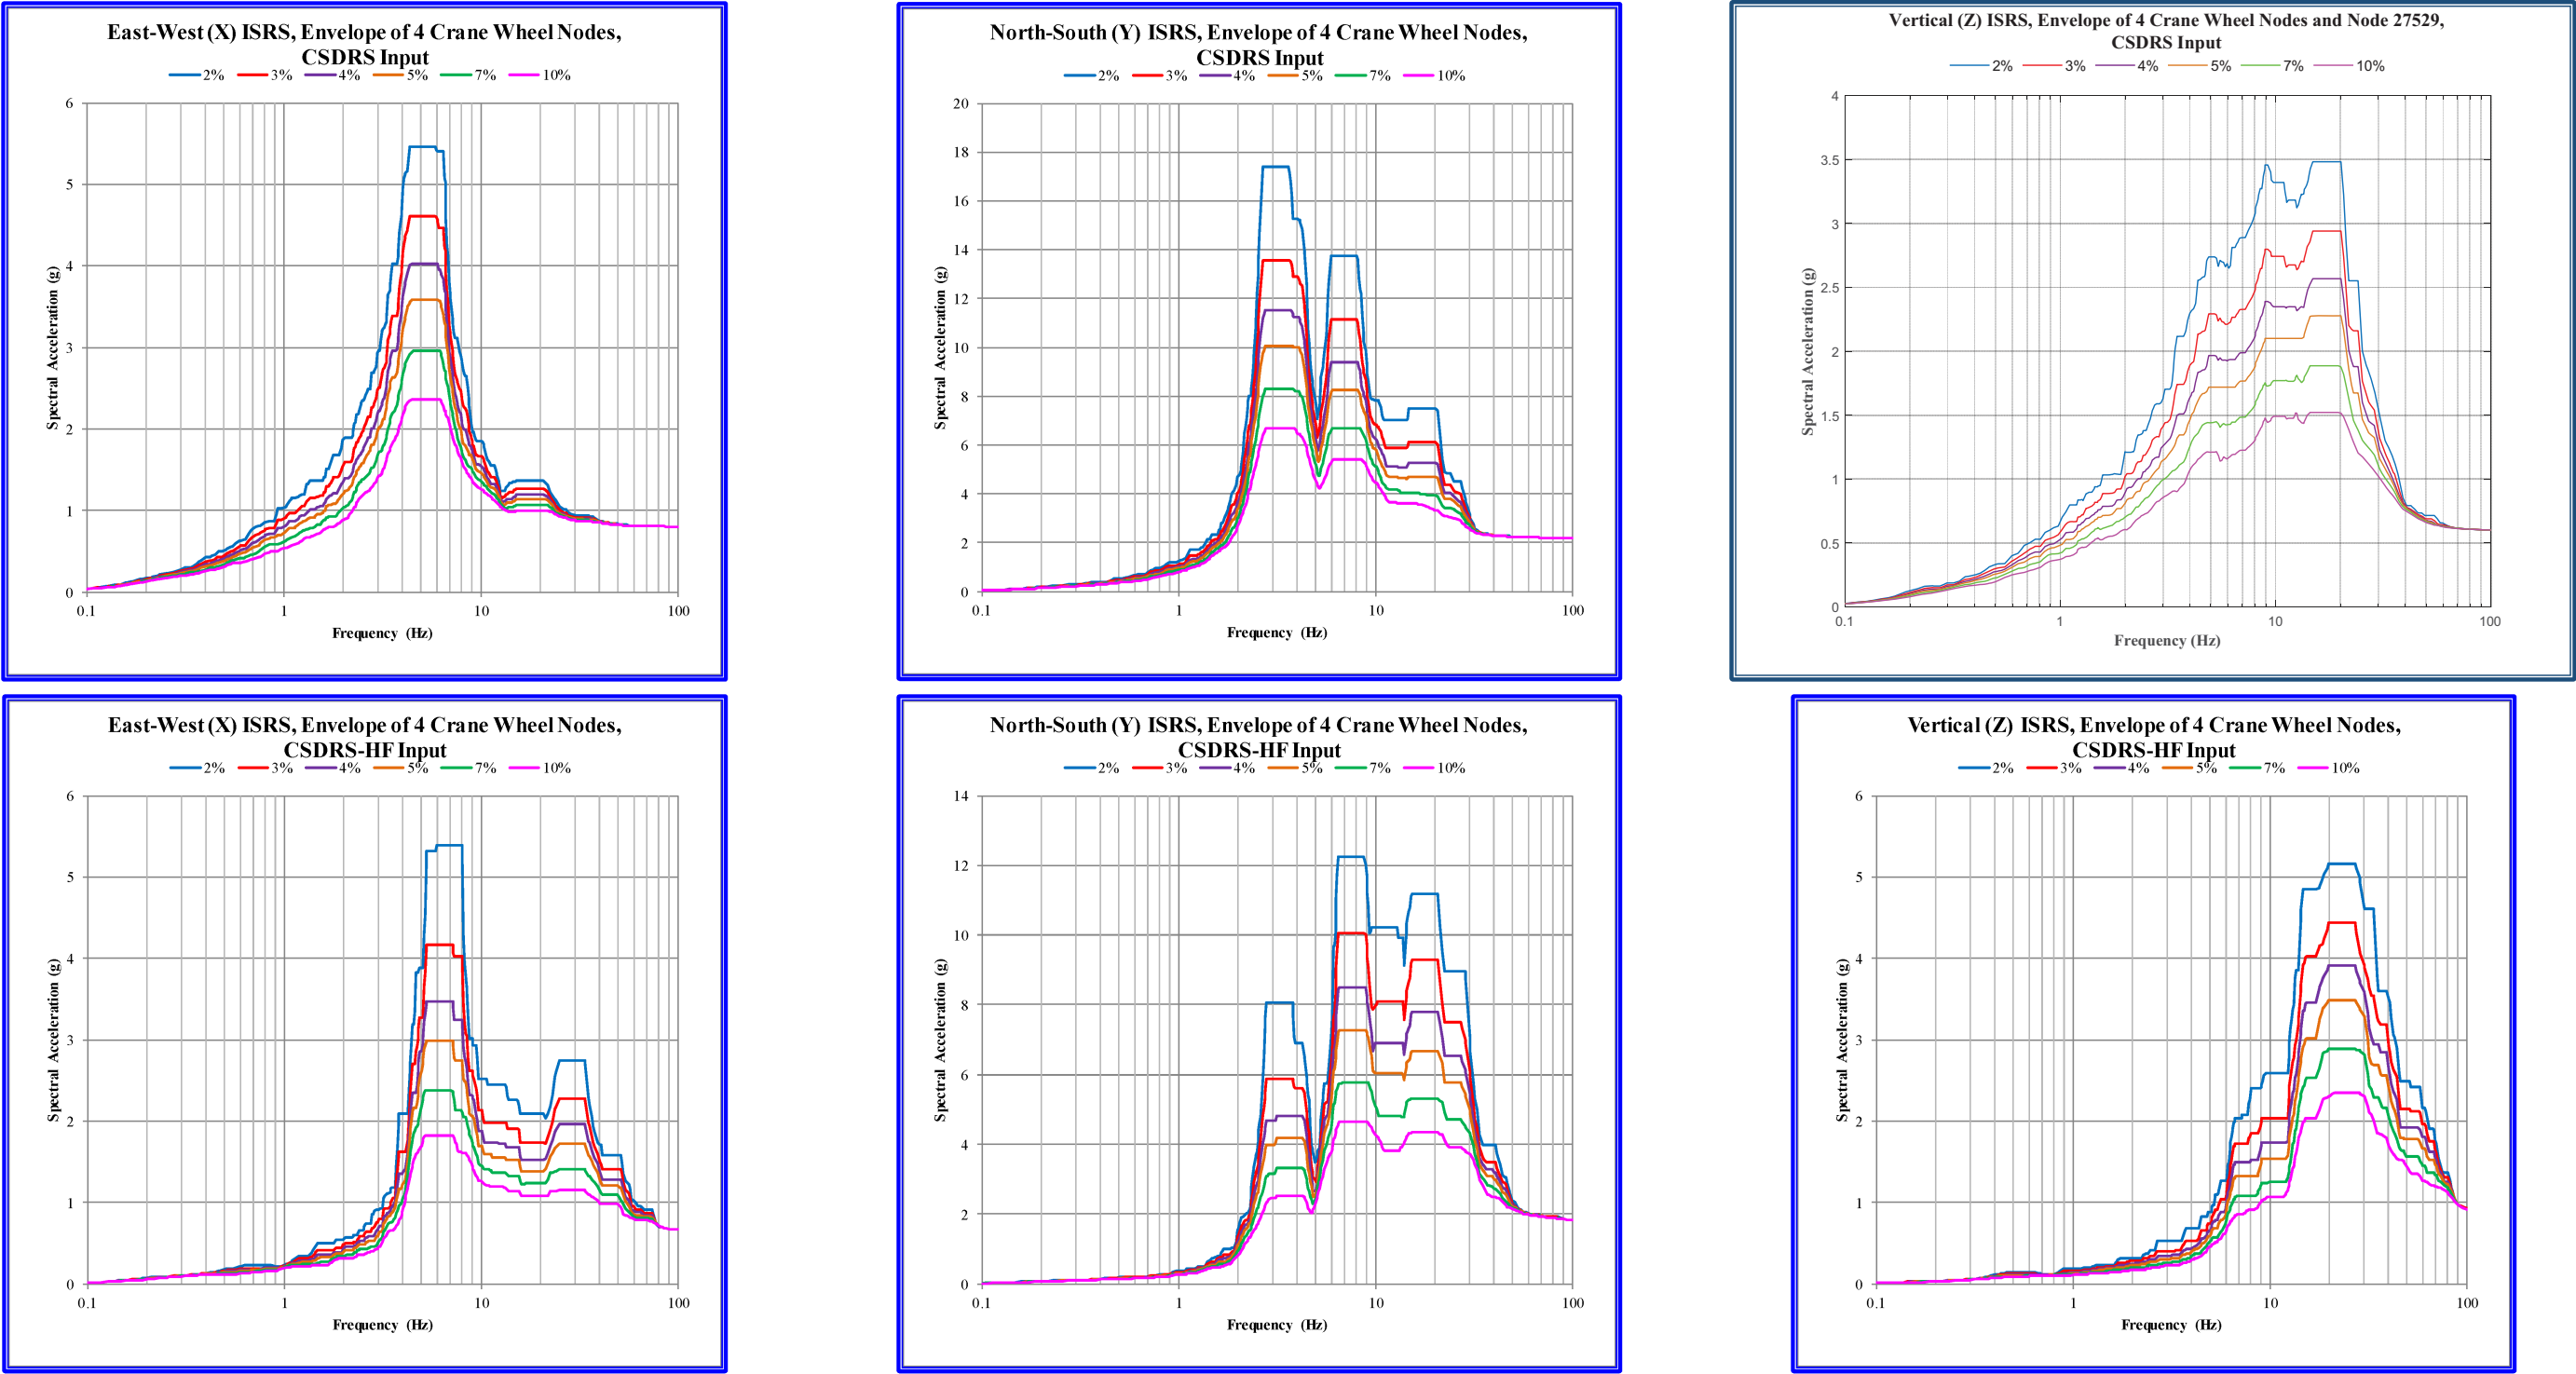 East-West (X) ISRS, Envelope of 4 Crane Wheel Nodes,
CSDRS Input
2% 3% 4% 5% 7% 10%
6
5
4
3
2
1
0
0.1 1 10 100
Spectral Acceleration (g)
Frequency (Hz)
North-South (Y) ISRS, Envelope of 4 Crane Wheel Nodes,
CSDRS Input
2% 3% 4% 5% 7% 10%
20
18
16
14
12
10
8
6
4
2
0
0.1 1 10 100
Spectral Acceleration (g)
Frequency (Hz)
Vertical (Z) ISRS, Envelope of 4 Crane Wheel Nodes and Node 27529,
CSDRS Input
2% 3% 4% 5% 7% 10%
4
3.5
3
2.5
2
1.5
1
0.5
0
0.1 1 10 100
Spectral Acceleration (g)
Frequency (Hz)
East-West (X) ISRS, Envelope of 4 Crane Wheel Nodes,
CSDRS-HF Input
2% 3% 4% 5% 7% 10%
6
5
4
3
2
1
0
0.1 1 10 100
Spectral Acceleration (g)
Frequency (Hz)
North-South (Y) ISRS, Envelope of 4 Crane Wheel Nodes,
CSDRS-HF Input
2% 3% 4% 5% 7% 10%
14
12
10
8
6
4
2
0
0.1 1 10 100
Spectral Acceleration (g)
Frequency (Hz)
Vertical (Z) ISRS, Envelope of 4 Crane Wheel Nodes,
CSDRS-HF Input
2% 3% 4% 5% 7% 10%
6
5
4
3
2
1
0
0.1 1 10 100
Spectral Acceleration (g)
Frequency (Hz)